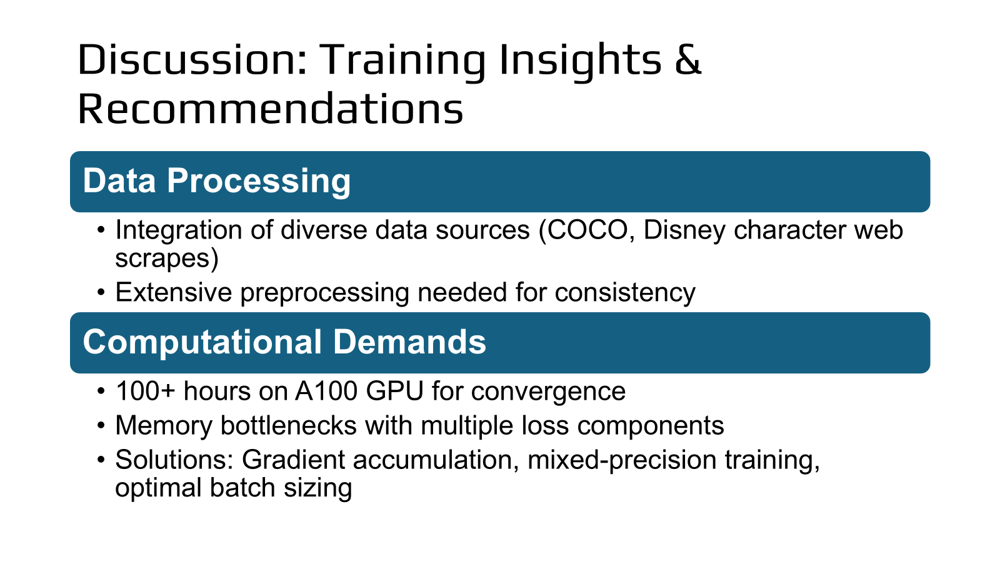 Discussion: Training Insights &
Recommendations
Data Processing
• Integration of diverse data sources (COCO, Disney character web
scrapes)
• Extensive preprocessing needed for consistency
Computational Demands
• 100+ hours on A100 GPU for convergence
• Memory bottlenecks with multiple loss components
• Solutions: Gradient accumulation, mixed-precision training,
optimal batch sizing